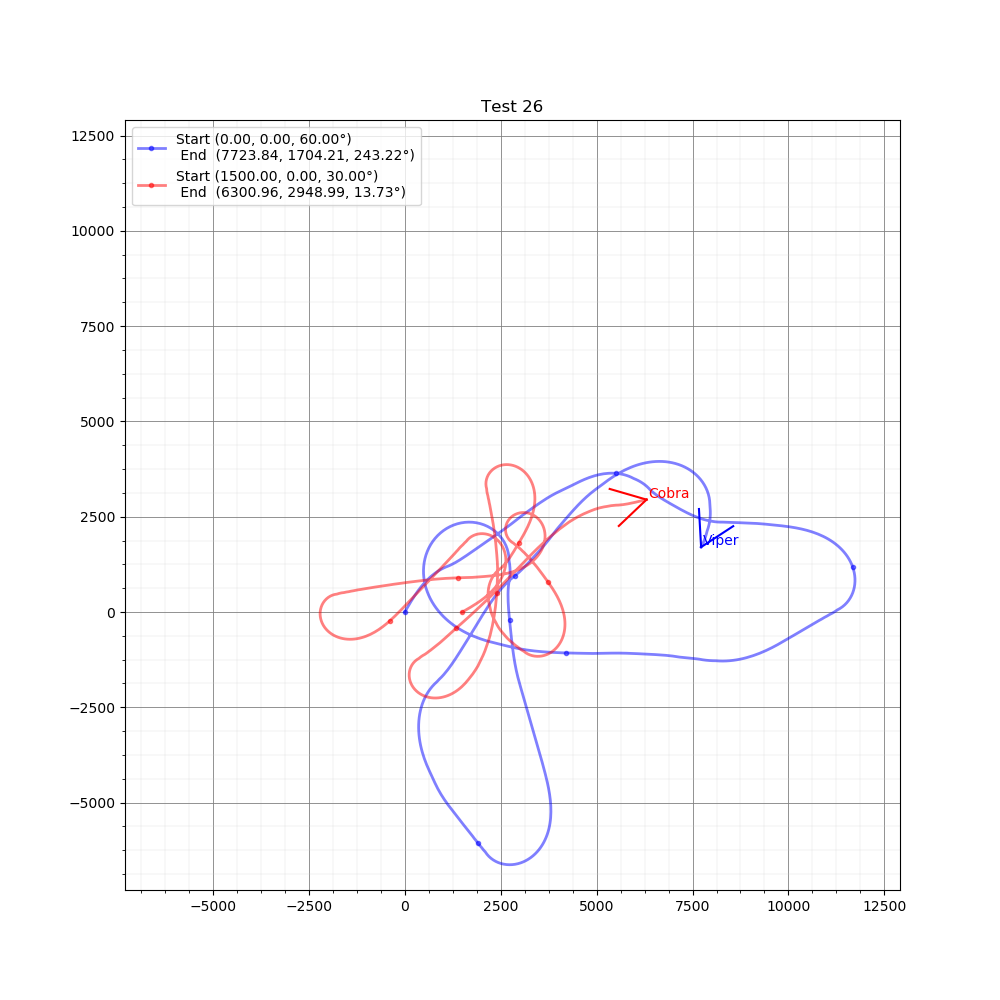 Test 26
Start (0.00, 0.00, 60.00°)
End  (7723.84, 1704.21, 243.22°)
Start (1500.00, 0.00, 30.00°)
End  (6300.96, 2948.99, 13.73°)
12500
10000
7500
5000
2500
0
−2500
−5000
Cobra
Viper
−5000 −2500 0 2500 5000 7500 10000 12500